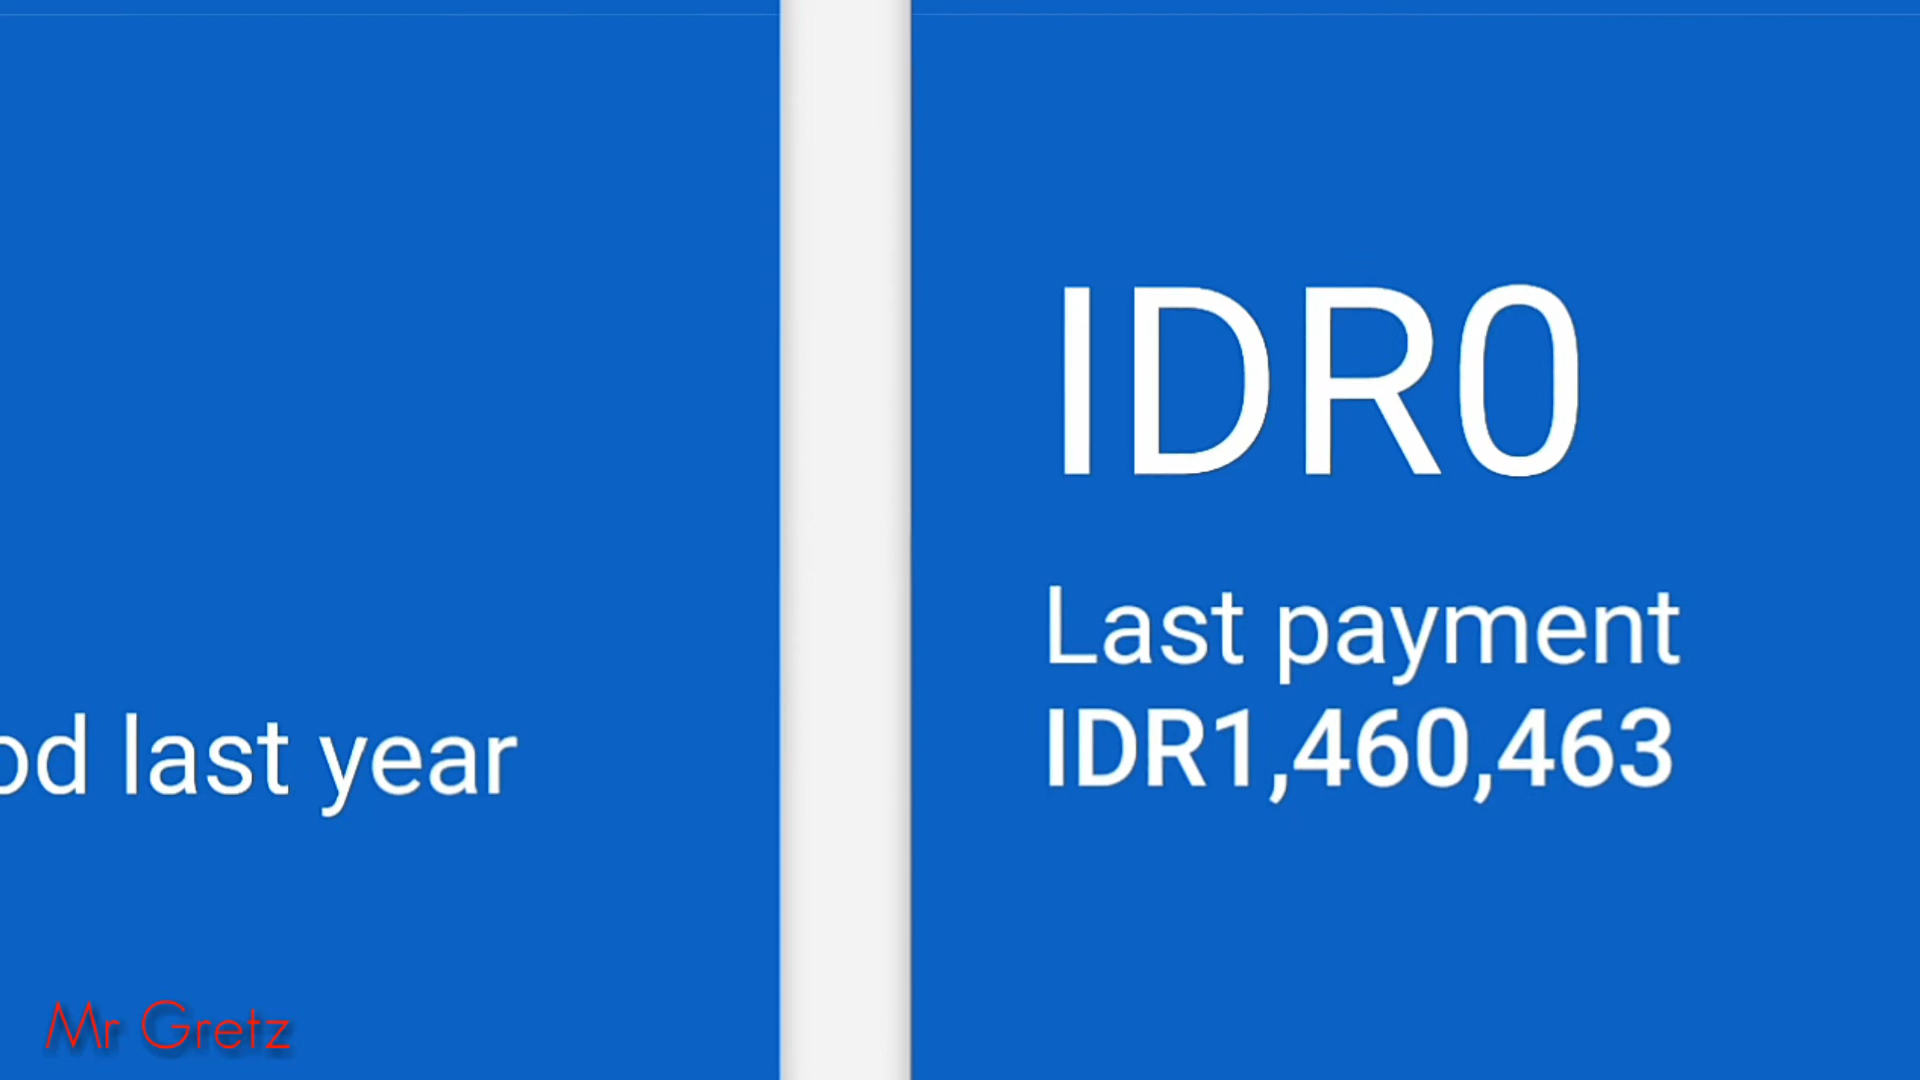 od last year
IDR0
Last payment
IDR1,460,463
Mr Gretz